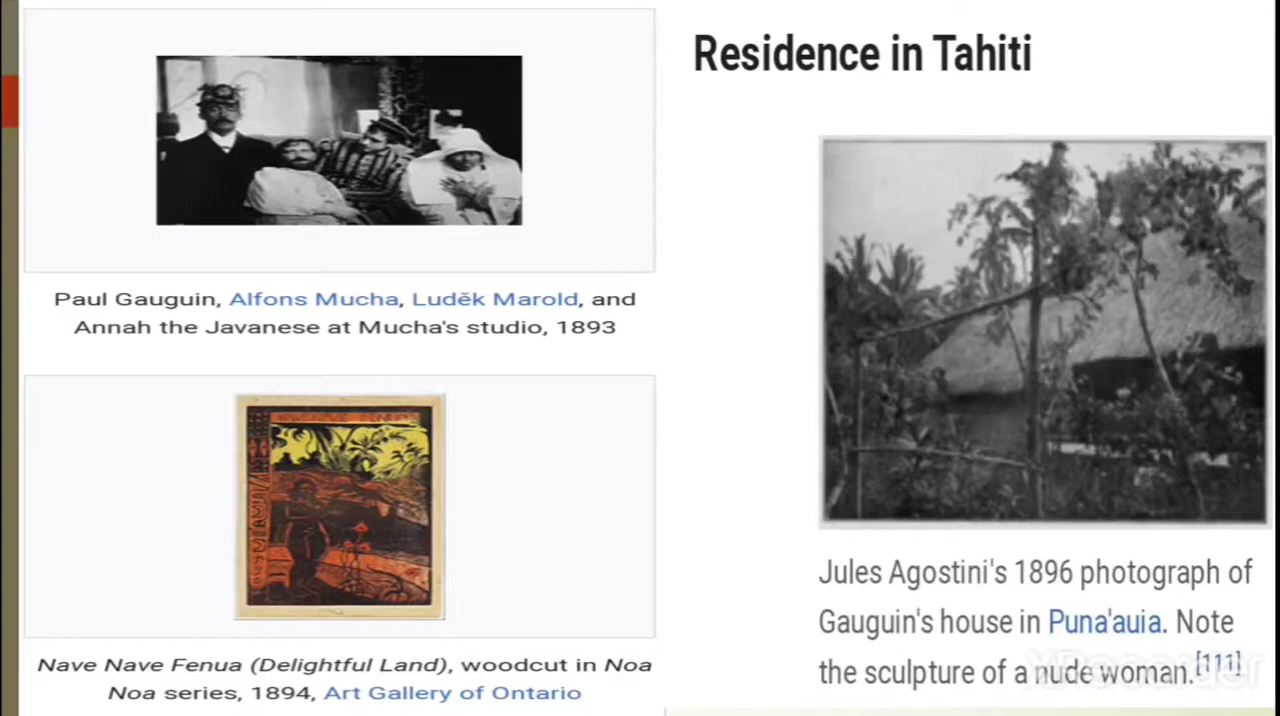 Paul Gauguin, Alfons Mucha, Luděk Marold, and
Annah the Javanese at Mucha's studio, 1893
Nave Nave Fenua (Delightful Land), woodcut in Noa
Noa series, 1894, Art Gallery of Ontario
Residence in Tahiti
Jules Agostini's 1896 photograph of
Gauguin's house in Puna'auia. Note
the sculpture of a nude woman.[111]
XRecorder